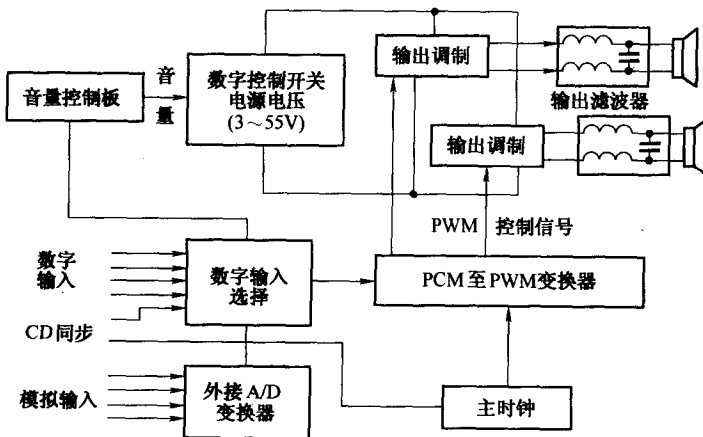 音量控制板
音
量
数字控制开关
电源电压
(3～55V)
输出调制
输出滤波器
输出调制
PWM 控制信号
数字
输入
数字输入
选择
PCM至PWM变换器
CD同步
模拟输入
外接A/D
变换器
主时钟